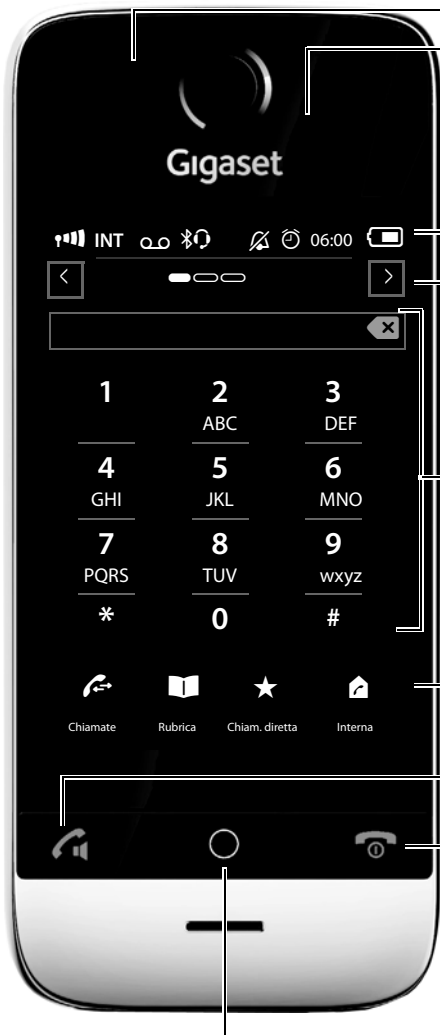 Gigaset
INT 06:00
1 2 3
ABC DEF
4 5 6
GHI JKL MNO
7 8 9
PQRS TUV wxyz
* 0 #
Chiamate Rubrica Chiam. diretta Interna